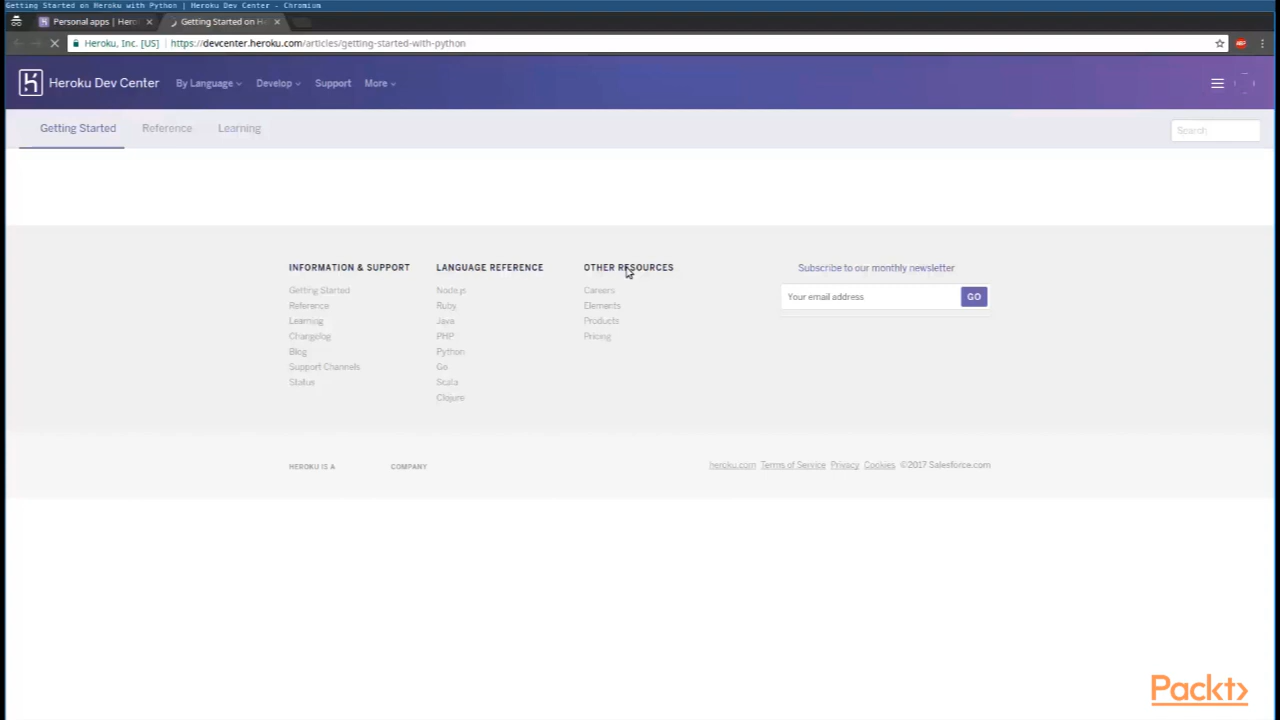 Getting Started on Heroku with Python | Heroku Dev Center - Chromium
Personal apps | Hero
Getting Started on He
Heroku, Inc. [US]
https://devcenter.heroku.com/articles/getting-started-with-python
Heroku Dev Center
By Language
Develop
Support
More
Getting Started
Reference
Learning
Search
INFORMATION & SUPPORT
Getting Started
Reference
Learning
Changelog
Blog
Support Channels
Status
LANGUAGE REFERENCE
Node.js
Ruby
Java
PHP
Python
Go
Scala
Clojure
OTHER RESOURCES
Careers
Elements
Products
Pricing
Subscribe to our monthly newsletter
Your email address
GO
HEROKU IS A
COMPANY
heroku.com Terms of Service Privacy Cookies ©2017 Salesforce.com
Packt>